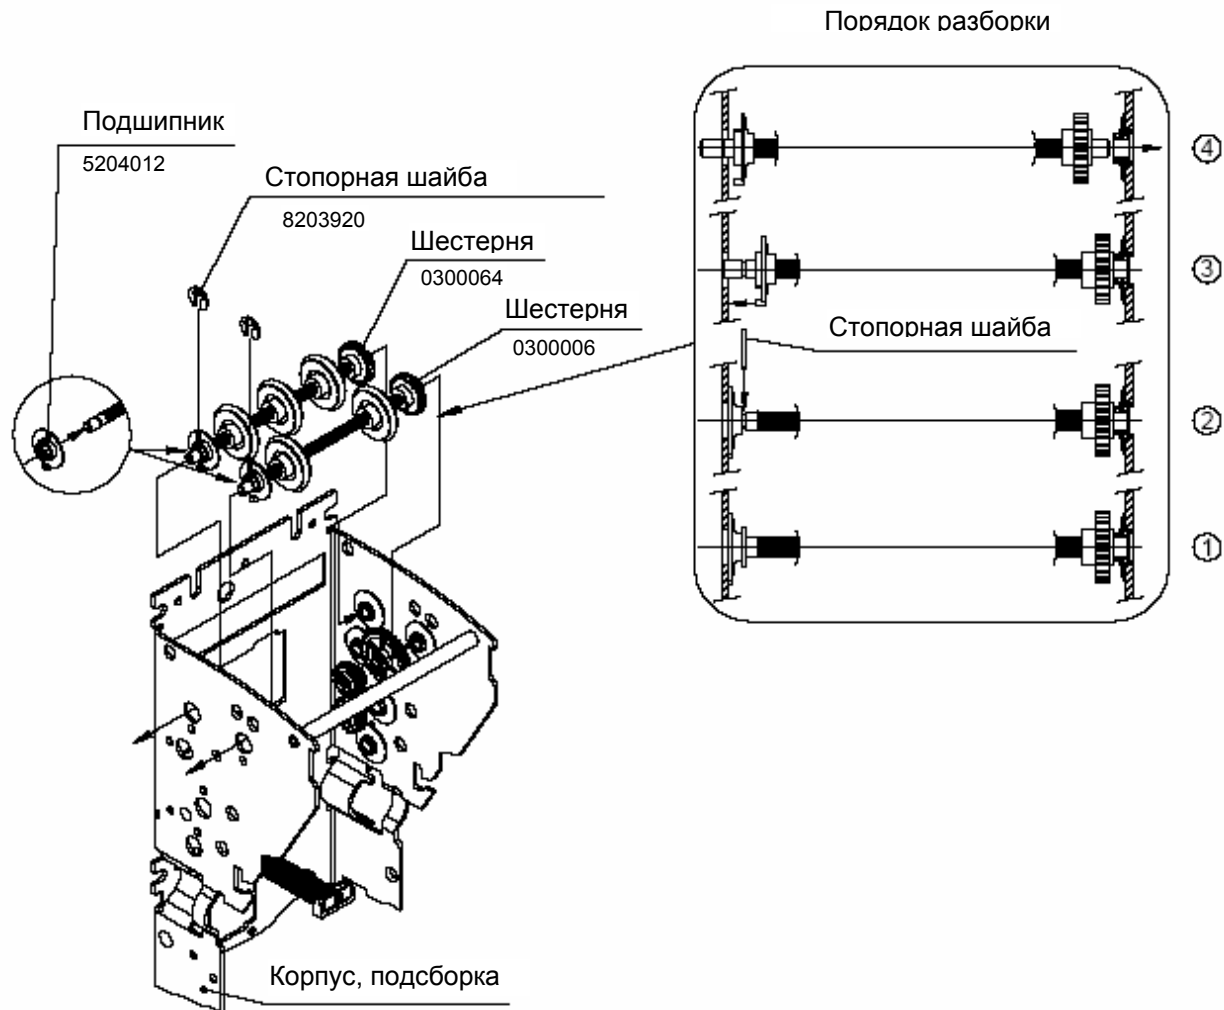 Порядок разборки
Подшипник
5204012
Стопорная шайба
8203920
Шестерня
0300064
Шестерня
0300006
4
3
Стопорная шайба
2
1
Корпус, подсборка